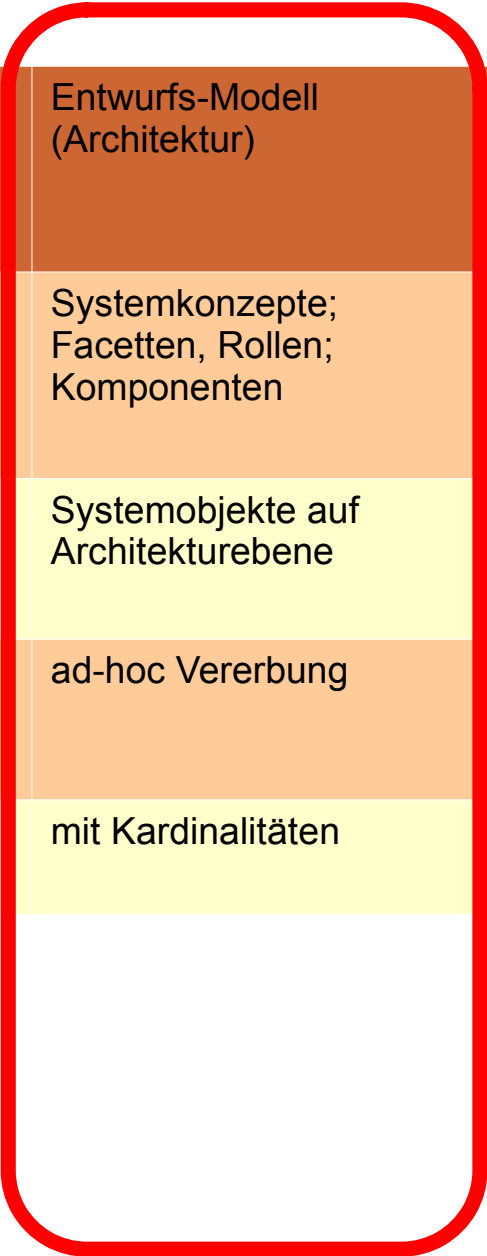 Entwurfs-Modell
(Architektur)
Systemkonzepte;
Facetten, Rollen;
Komponenten
Systemobjekte auf
Architekturebene
ad-hoc Vererbung
mit Kardinalitäten